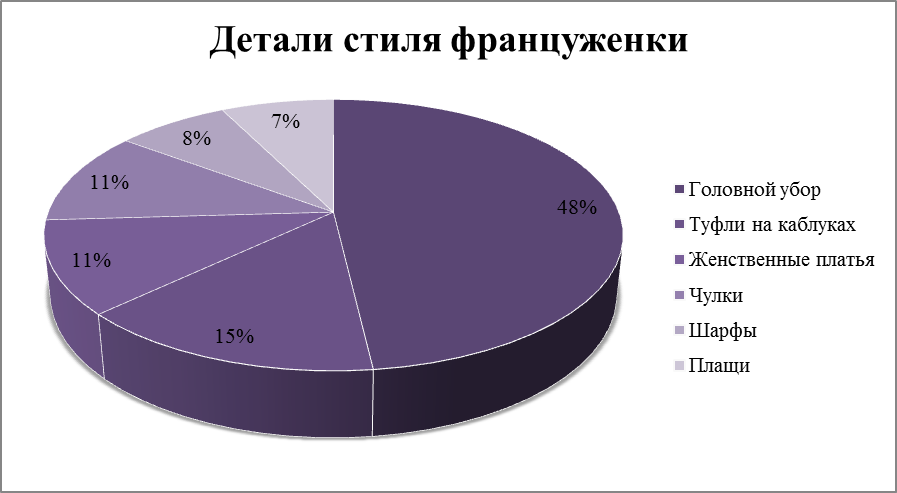 Детали стиля француженки
7%
8%
11%
48%
11%
15%
Головной убор
Туфли на каблуках
Женственные платья
Чулки
Шарфы
Плащи